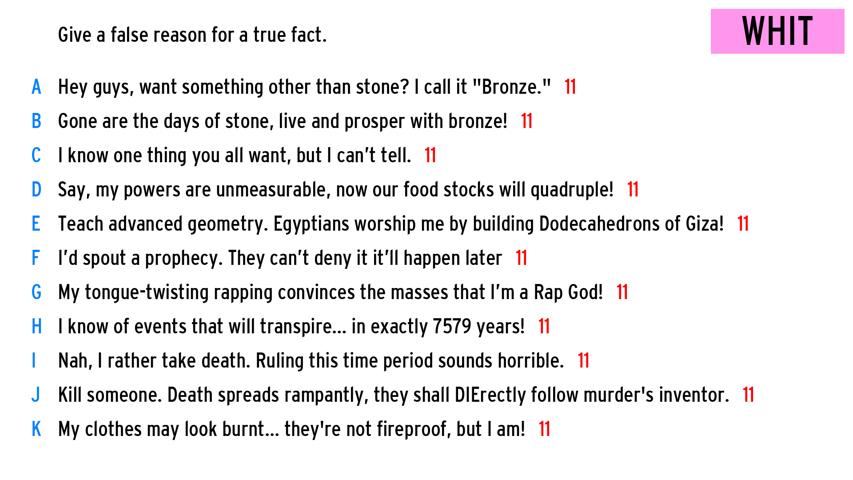 Give a false reason for a true fact.
WHIT
A Hey guys, want something other than stone? I call it "Bronze." 11
B Gone are the days of stone, live and prosper with bronze! 11
C I know one thing you all want, but I can’t tell. 11
D Say, my powers are unmeasurable, now our food stocks will quadruple! 11
E Teach advanced geometry. Egyptians worship me by building Dodecahedrons of Giza! 11
F I’d spout a prophecy. They can’t deny it it’ll happen later 11
G My tongue-twisting rapping convinces the masses that I’m a Rap God! 11
H I know of events that will transpire... in exactly 7579 years! 11
I Nah, I rather take death. Ruling this time period sounds horrible. 11
J Kill someone. Death spreads rampantly, they shall DIErectly follow murder's inventor. 11
K My clothes may look burnt... they're not fireproof, but I am! 11